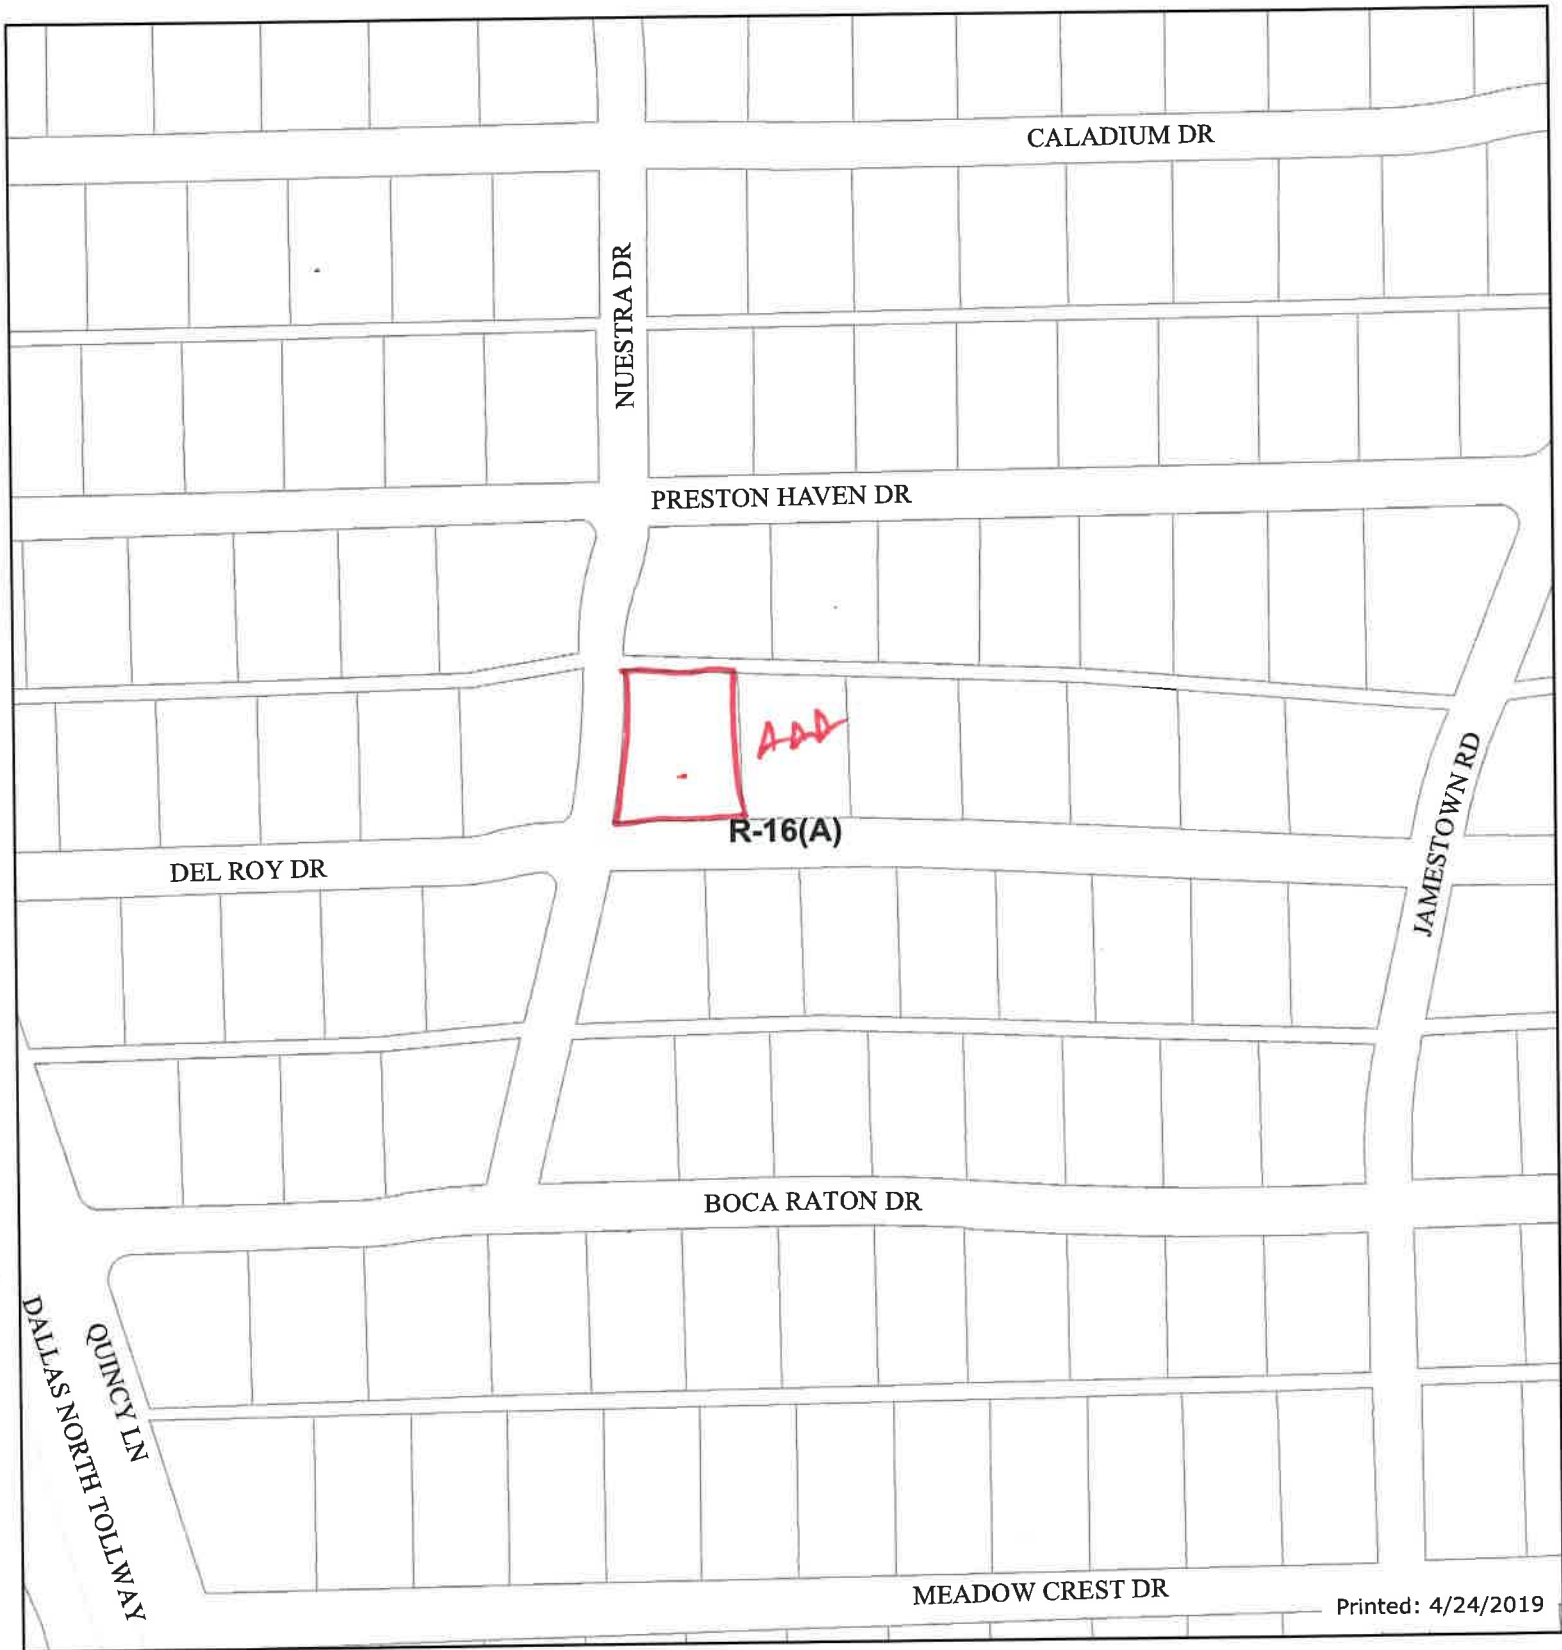 CALADIUM DR
NUESTRA DR
PRESTON HAVEN DR
R-16(A)
DEL ROY DR
JAMESTOWN RD
BOCA RATON DR
QUINCY LN
DALLAS NORTH TOLLWAY
MEADOW CREST DR
Printed: 4/24/2019